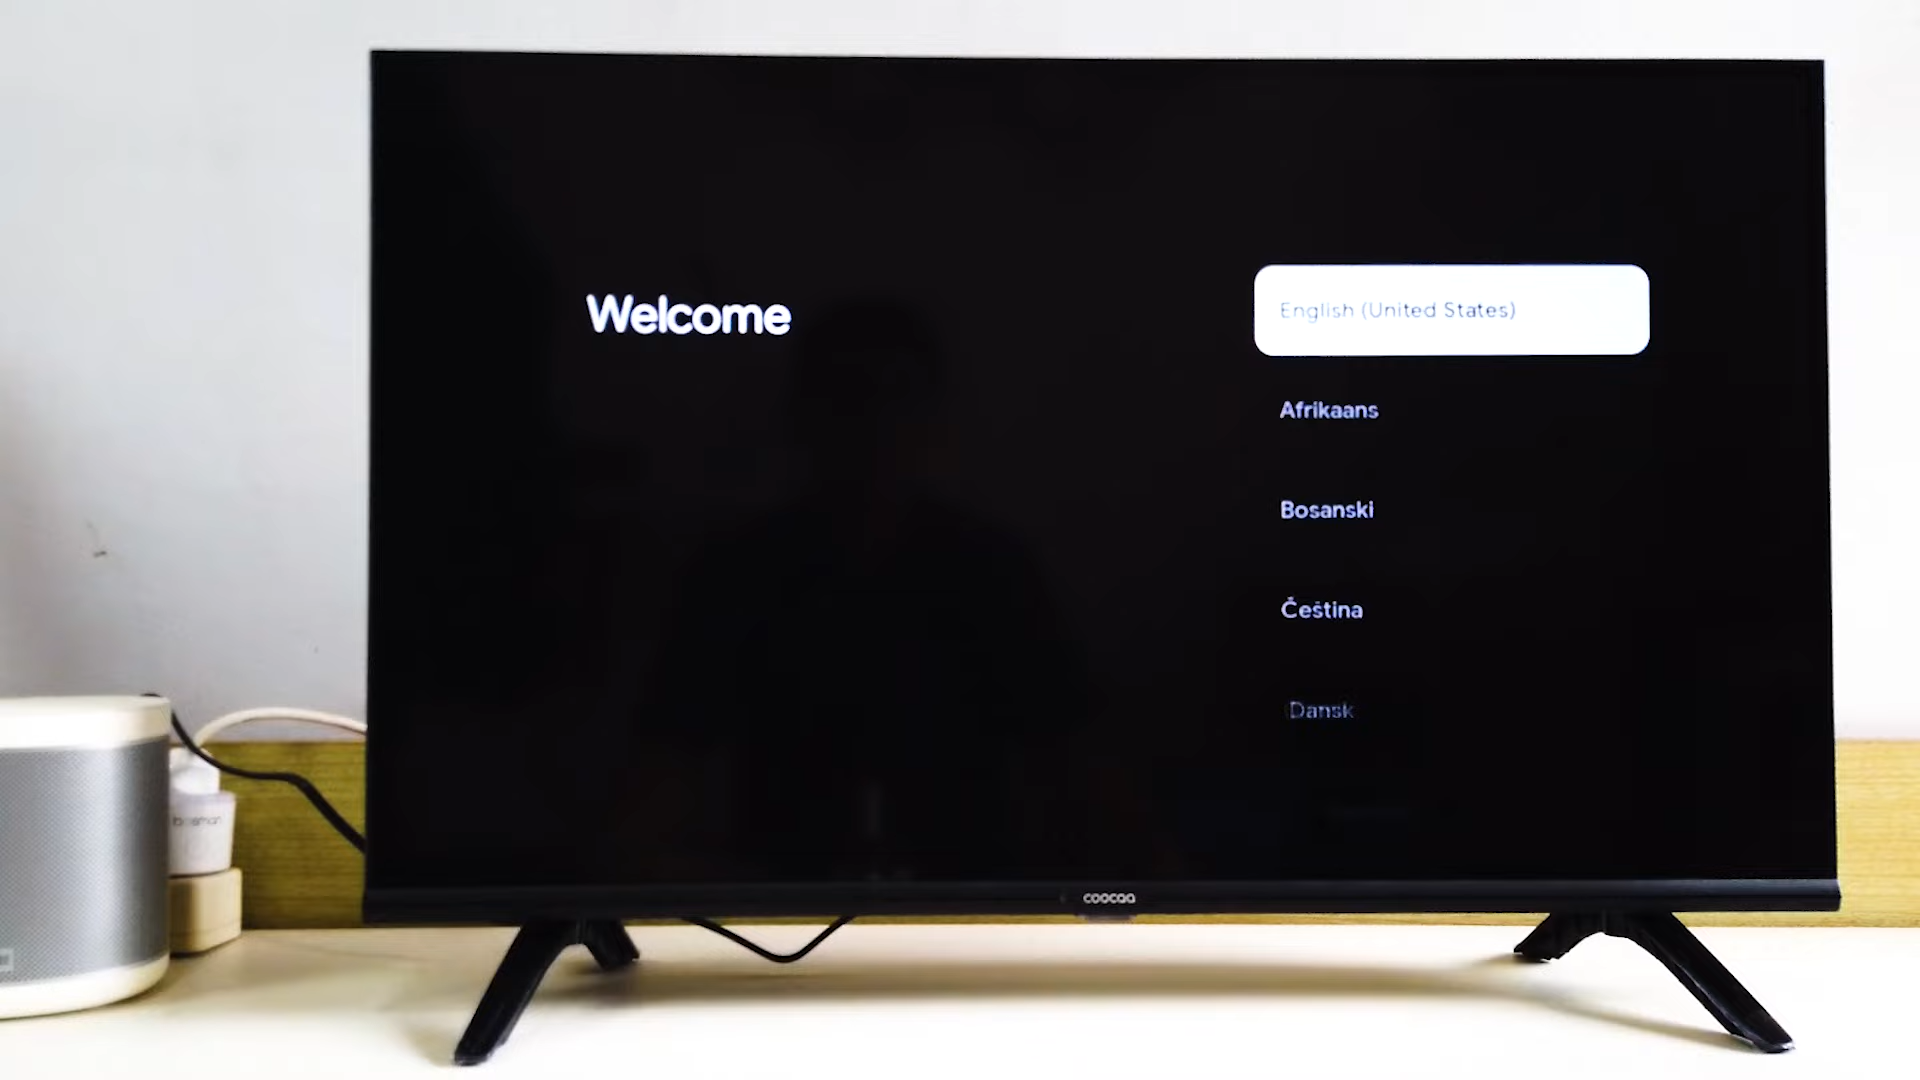 Welcome
English (United States)
Afrikaans
Bosanski
Čeština
Dansk
coocaa